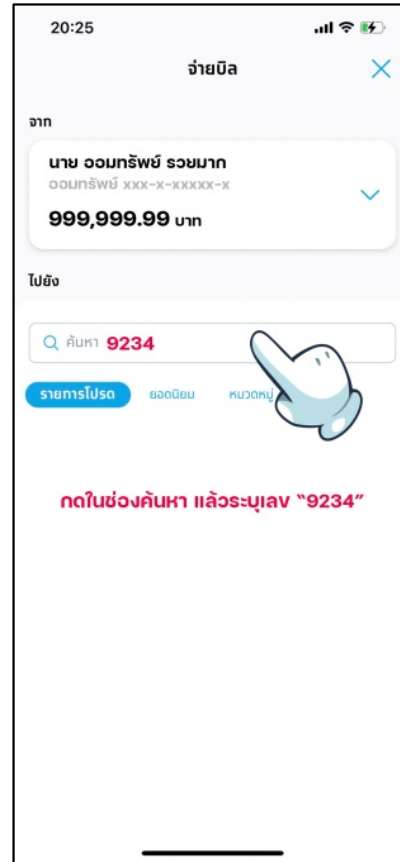 20:25
จ่ายบิล
จาก
นาย ออมทรัพย์ รวยมาก
ออมทรัพย์ xxx-x-xxxxx-x
999,999.99 บาท
ไปยัง
ค้นหา 9234
รายการโปรด ยอดนิยม หมวดหมู่
กดในช่องค้นหา แล้วระบุเลข “9234”